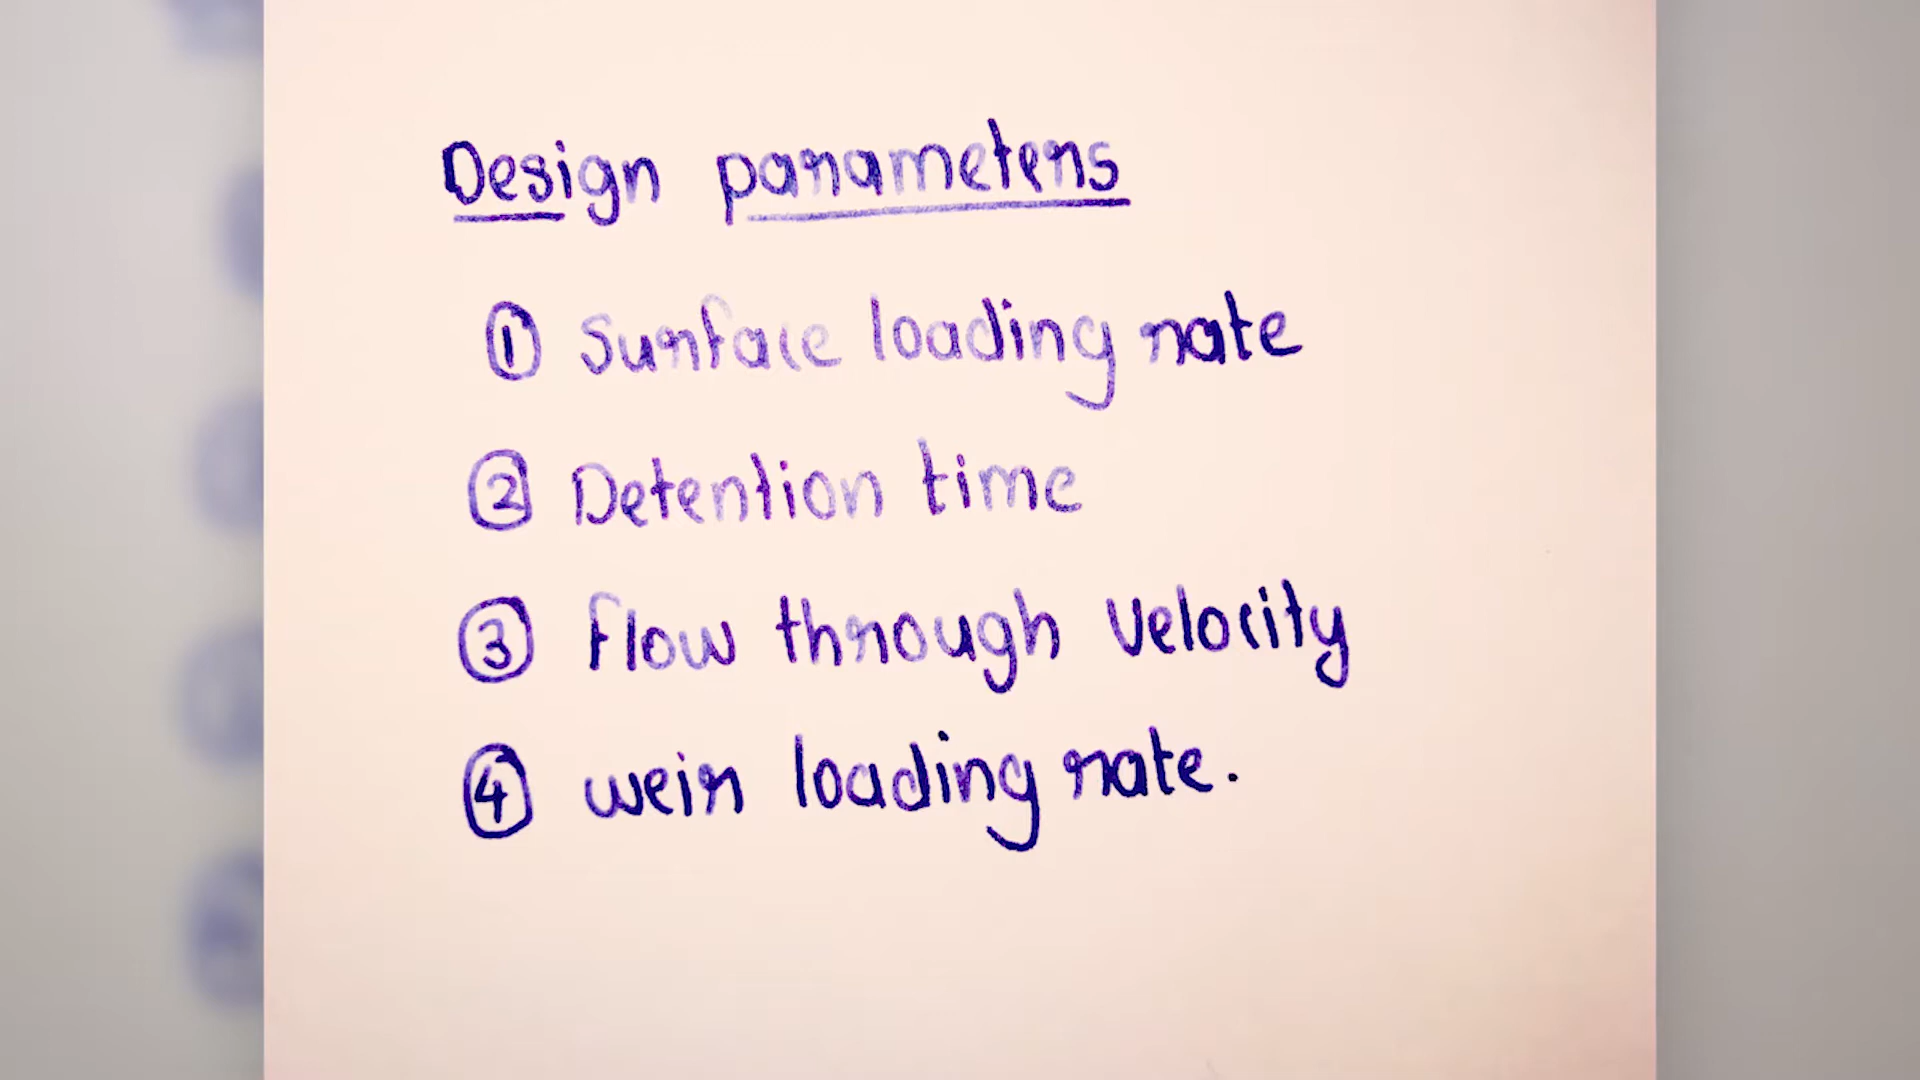 Design parameters
① Surface loading rate
② Detention time
③ flow through velocity
④ weir loading rate.